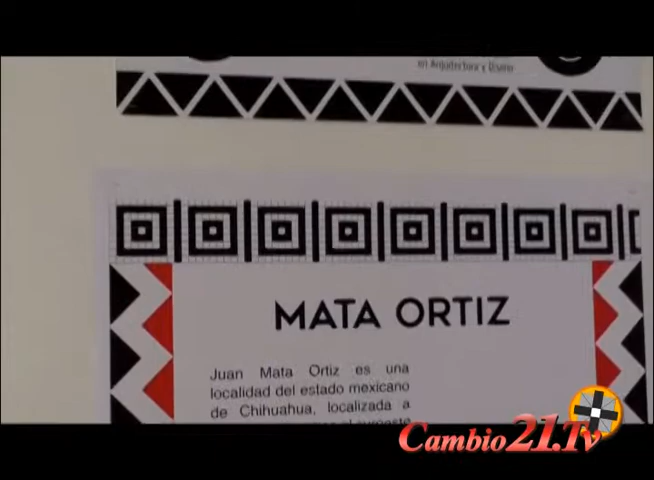 en Arquitectura y Diseño
MATA ORTIZ
Juan Mata Ortiz es una
localidad del estado mexicano
de Chihuahua, localizada a
Cambio21.Tv